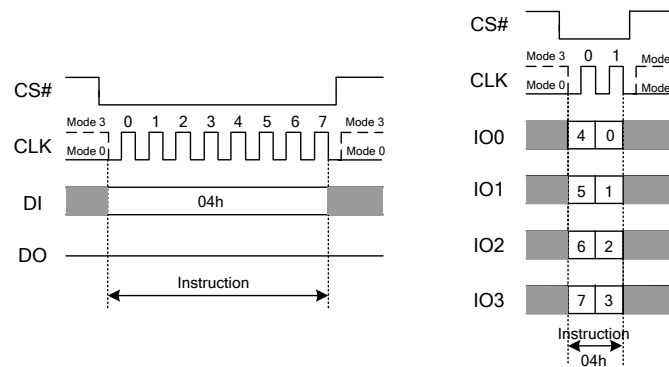 CS#
Mode 3 0 1 2 3 4 5 6 7 Mode 3
CLK
Mode 0 Mode 0
DI 04h
DO
Instruction
CS#
Mode 3 0 1 Mode
CLK
Mode 0 Mode
IO0 4 0
IO1 5 1
IO2 6 2
IO3 7 3
Instruction
04h